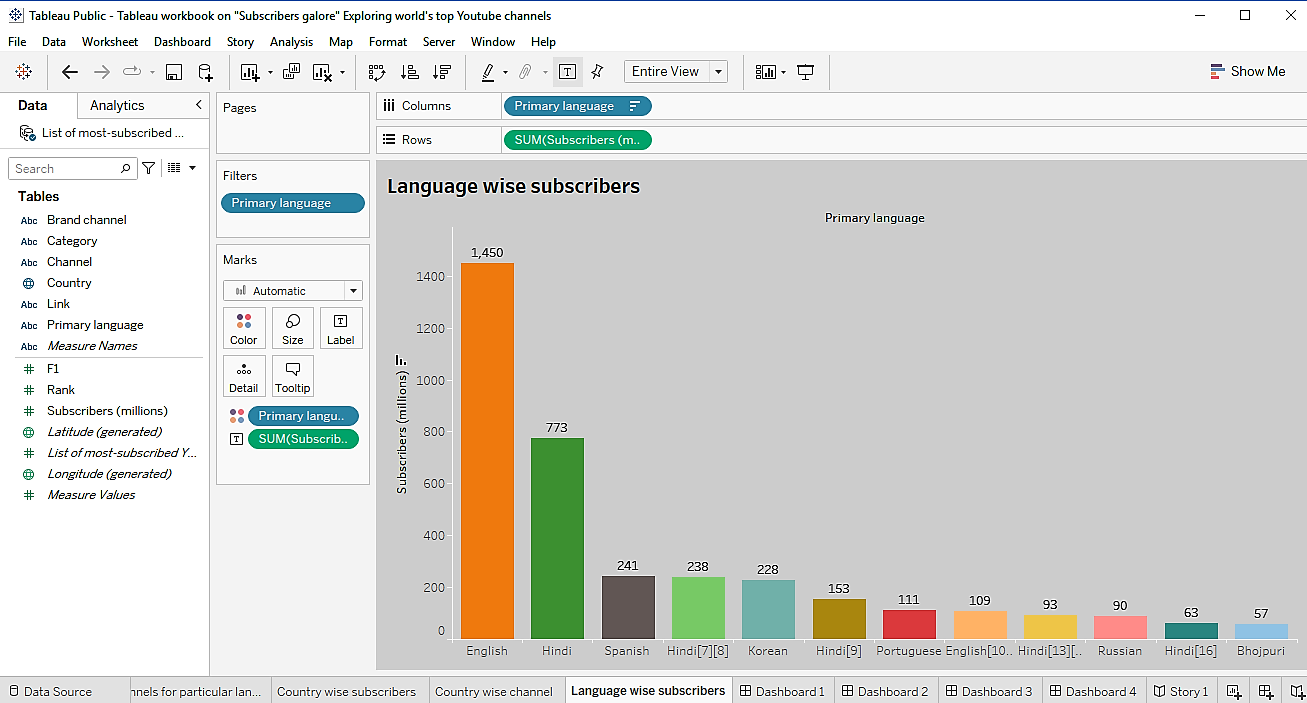 Tableau Public - Tableau workbook on "Subscribers galore" Exploring world's top Youtube channels
File Data Worksheet Dashboard Story Analysis Map Format Server Window Help
Entire View
Show Me
Data Analytics
List of most-subscribed ...
Search
Tables
Abc Brand channel
Abc Category
Abc Channel
Country
Abc Link
Abc Primary language
Abc Measure Names
F1
Rank
Subscribers (millions)
Latitude (generated)
List of most-subscribed Y...
Longitude (generated)
Measure Values
Pages
Filters
Primary language
Marks
Automatic
Color Size Label
Detail Tooltip
Primary langu..
SUM(Subscrib..
Columns Primary language
Rows SUM(Subscribers (m..
Language wise subscribers
Primary language
Subscribers (millions)
1400
1200
1000
800
600
400
200
0
1,450
773
241
238
228
153
111
109
93
90
63
57
English Hindi Spanish Hindi[7][8] Korean Hindi[9] Portuguese English[10.. Hindi[13][.. Russian Hindi[16] Bhojpuri
Data Source nnels for particular lan... Country wise subscribers Country wise channel Language wise subscribers Dashboard 1 Dashboard 2 Dashboard 3 Dashboard 4 Story 1